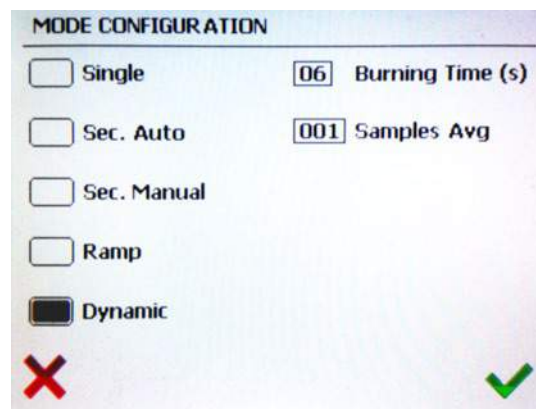 MODE CONFIGURATION
Single
06 Burning Time (s)
Sec. Auto
001 Samples Avg
Sec. Manual
Ramp
Dynamic